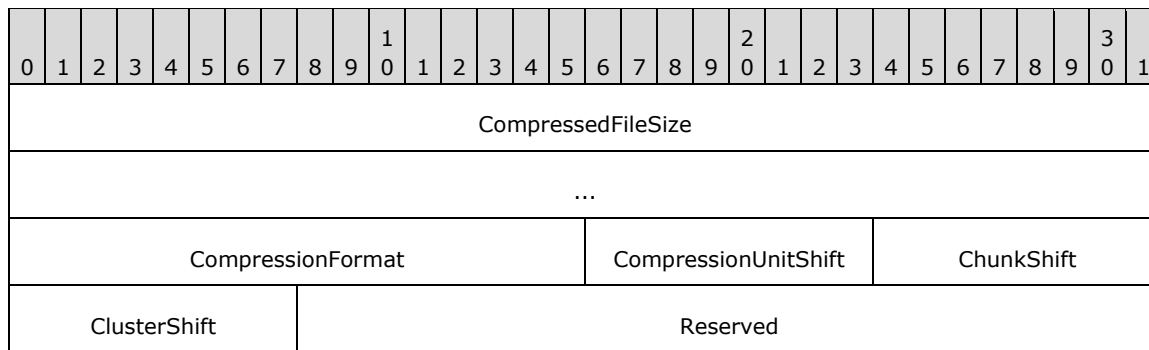 1 2 3
0 1 2 3 4 5 6 7 8 9 0 1 2 3 4 5 6 7 8 9 0 1 2 3 4 5 6 7 8 9 0 1
CompressedFileSize
...
CompressionFormat CompressionUnitShift ChunkShift
ClusterShift Reserved